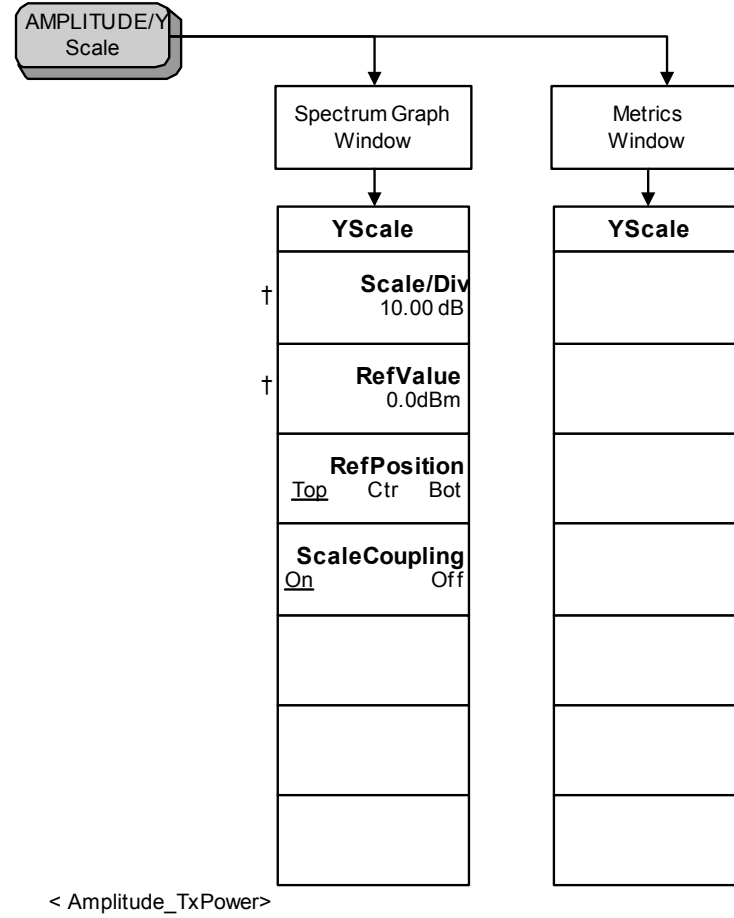 AMPLITUDE/Y
Scale
Spectrum Graph
Window
Metrics
Window
YScale
YScale
† Scale/Div
10.00 dB
† RefValue
0.0dBm
RefPosition
Top Ctr Bot
ScaleCoupling
On Off
< Amplitude_TxPower>